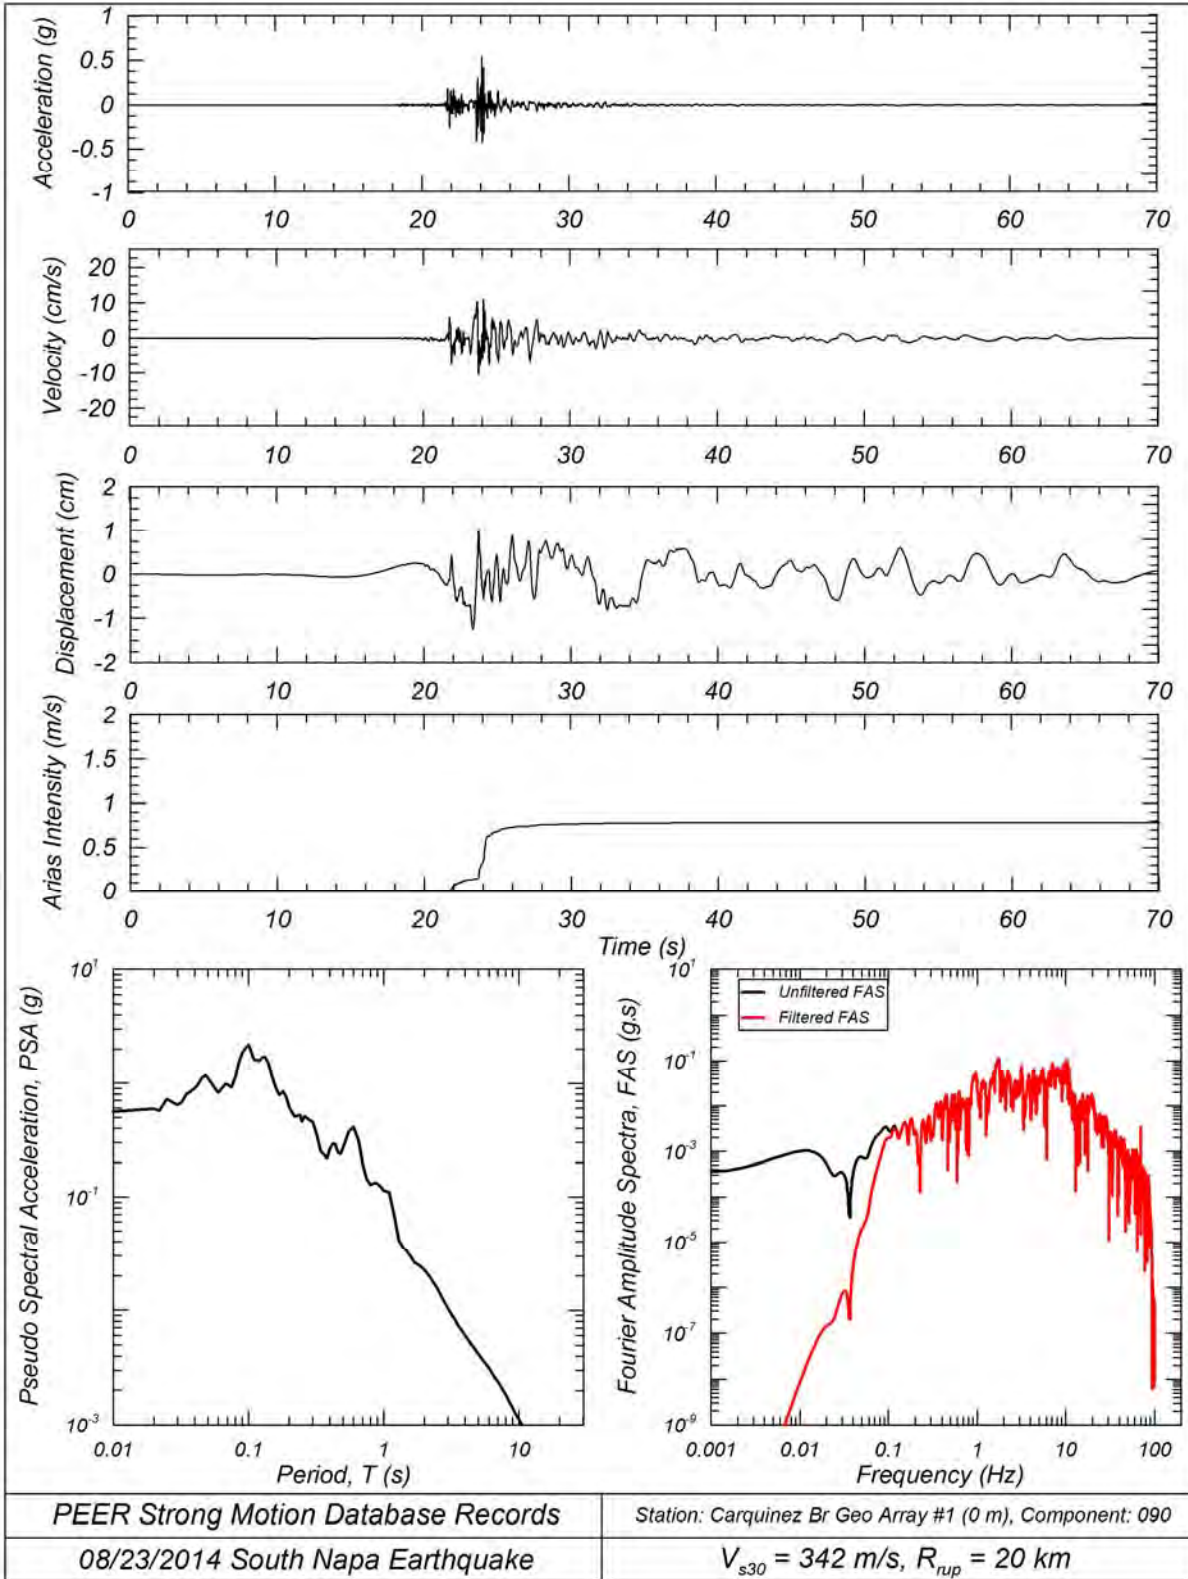 Acceleration (g)
1
0.5
0
-0.5
-1
0 10 20 30 40 50 60 70
Velocity (cm/s)
20
10
0
-10
-20
0 10 20 30 40 50 60 70
Displacement (cm)
2
1
0
-1
-2
0 10 20 30 40 50 60 70
Arias Intensity (m/s)
2
1.5
1
0.5
0
0 10 20 30 40 50 60 70
Time (s)
Pseudo Spectral Acceleration, PSA (g)
10¹
10⁻¹
10⁻³
0.01 0.1 1 10
Period, T (s)
Fourier Amplitude Spectra, FAS (g.s)
10¹
10⁻¹
10⁻³
10⁻⁵
10⁻⁷
10⁻⁹
Unfiltered FAS
Filtered FAS
0.001 0.01 0.1 1 10 100
Frequency (Hz)
PEER Strong Motion Database Records
Station: Carquinez Br Geo Array #1 (0 m), Component: 090
08/23/2014 South Napa Earthquake
Vs30 = 342 m/s, Rrup = 20 km